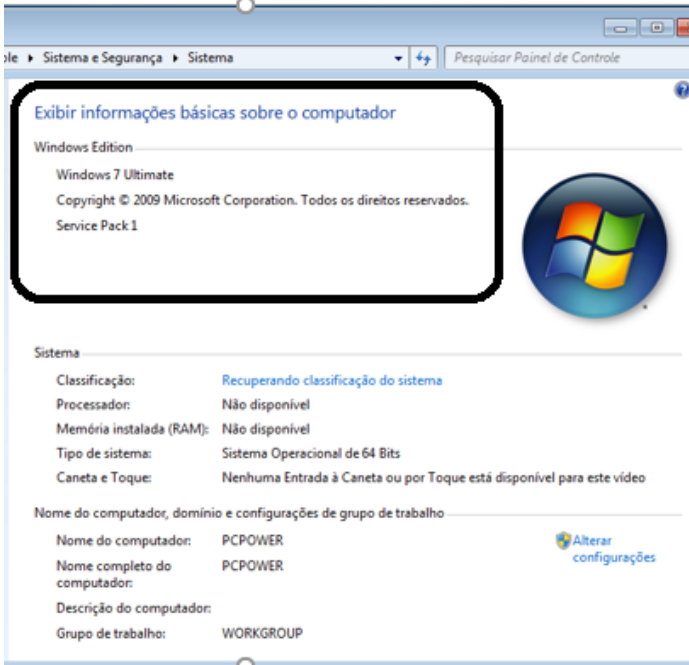 ole ▸ Sistema e Segurança ▸ Sistema
Pesquisar Painel de Controle
Exibir informações básicas sobre o computador
Windows Edition
Windows 7 Ultimate
Copyright © 2009 Microsoft Corporation. Todos os direitos reservados.
Service Pack 1
Sistema
Classificação: Recuperando classificação do sistema
Processador: Não disponível
Memória instalada (RAM): Não disponível
Tipo de sistema: Sistema Operacional de 64 Bits
Caneta e Toque: Nenhuma Entrada à Caneta ou por Toque está disponível para este vídeo
Nome do computador, domínio e configurações de grupo de trabalho
Nome do computador: PCPOWER
Alterar
configurações
Nome completo do
computador:
PCPOWER
Descrição do computador:
Grupo de trabalho: WORKGROUP